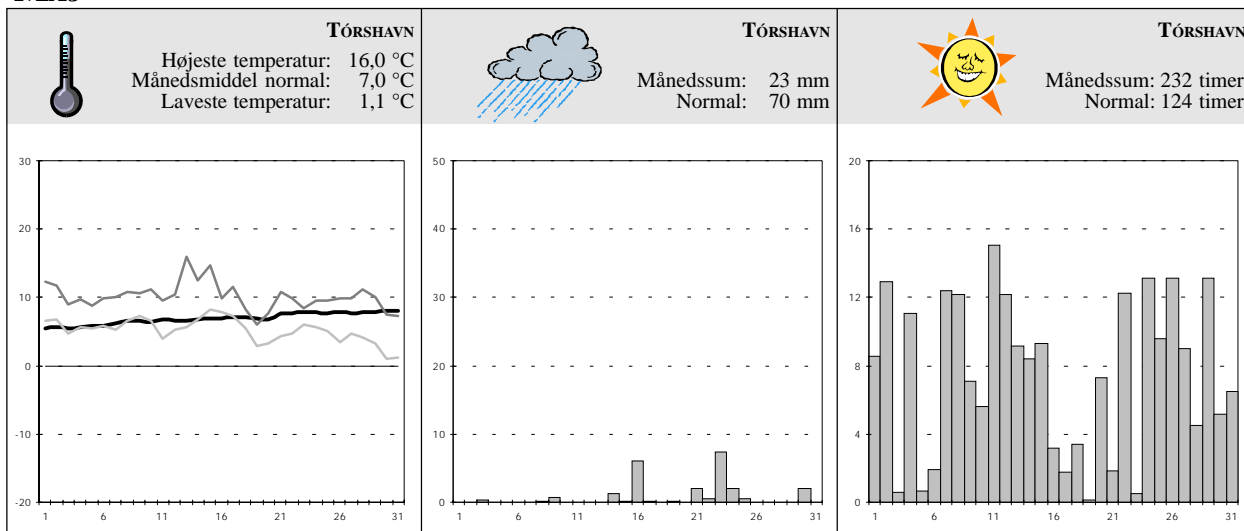 TÓRSHAVN
Højeste temperatur: 16,0 °C
Månedsmiddel normal: 7,0 °C
Laveste temperatur: 1,1 °C
30
20
10
0
-10
-20
1 6 11 16 21 26 31
TÓRSHAVN
Månedssum: 23 mm
Normal: 70 mm
50
40
30
20
10
0
1 6 11 16 21 26 31
TÓRSHAVN
Månedssum: 232 timer
Normal: 124 timer
20
16
12
8
4
0
1 6 11 16 21 26 31